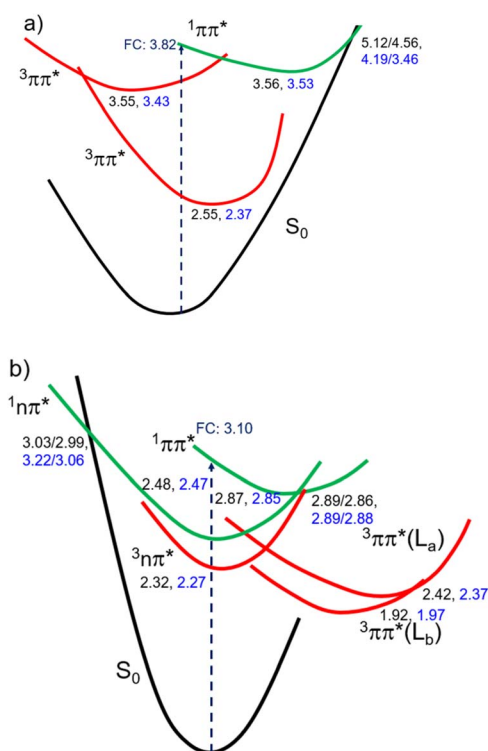 a)
¹ππ*
FC: 3.82
5.12/4.56,
4.19/3.46
³ππ*
3.55, 3.43
3.56, 3.53
³ππ*
2.55, 2.37
S₀
b)
¹nπ*
FC: 3.10
¹ππ*
3.03/2.99,
3.22/3.06
2.48, 2.47
2.87, 2.85
2.89/2.86,
2.89/2.88
³ππ*(Lₐ)
³nπ*
2.32, 2.27
2.42, 2.37
1.92, 1.97
³ππ*(L_b)
S₀